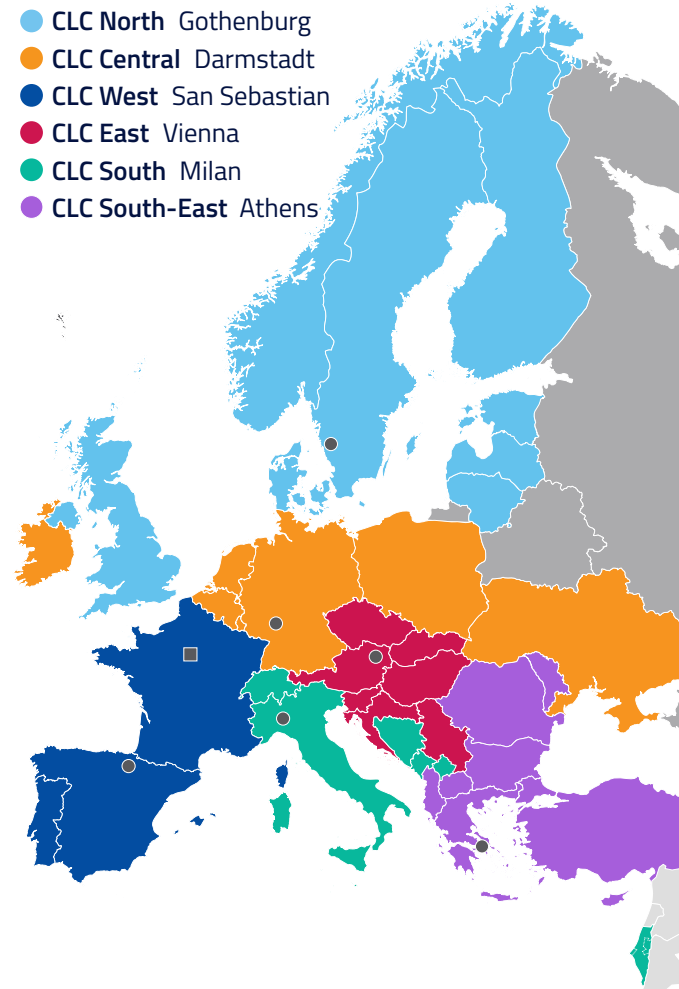 CLC North Gothenburg
CLC Central Darmstadt
CLC West San Sebastian
CLC East Vienna
CLC South Milan
CLC South-East Athens